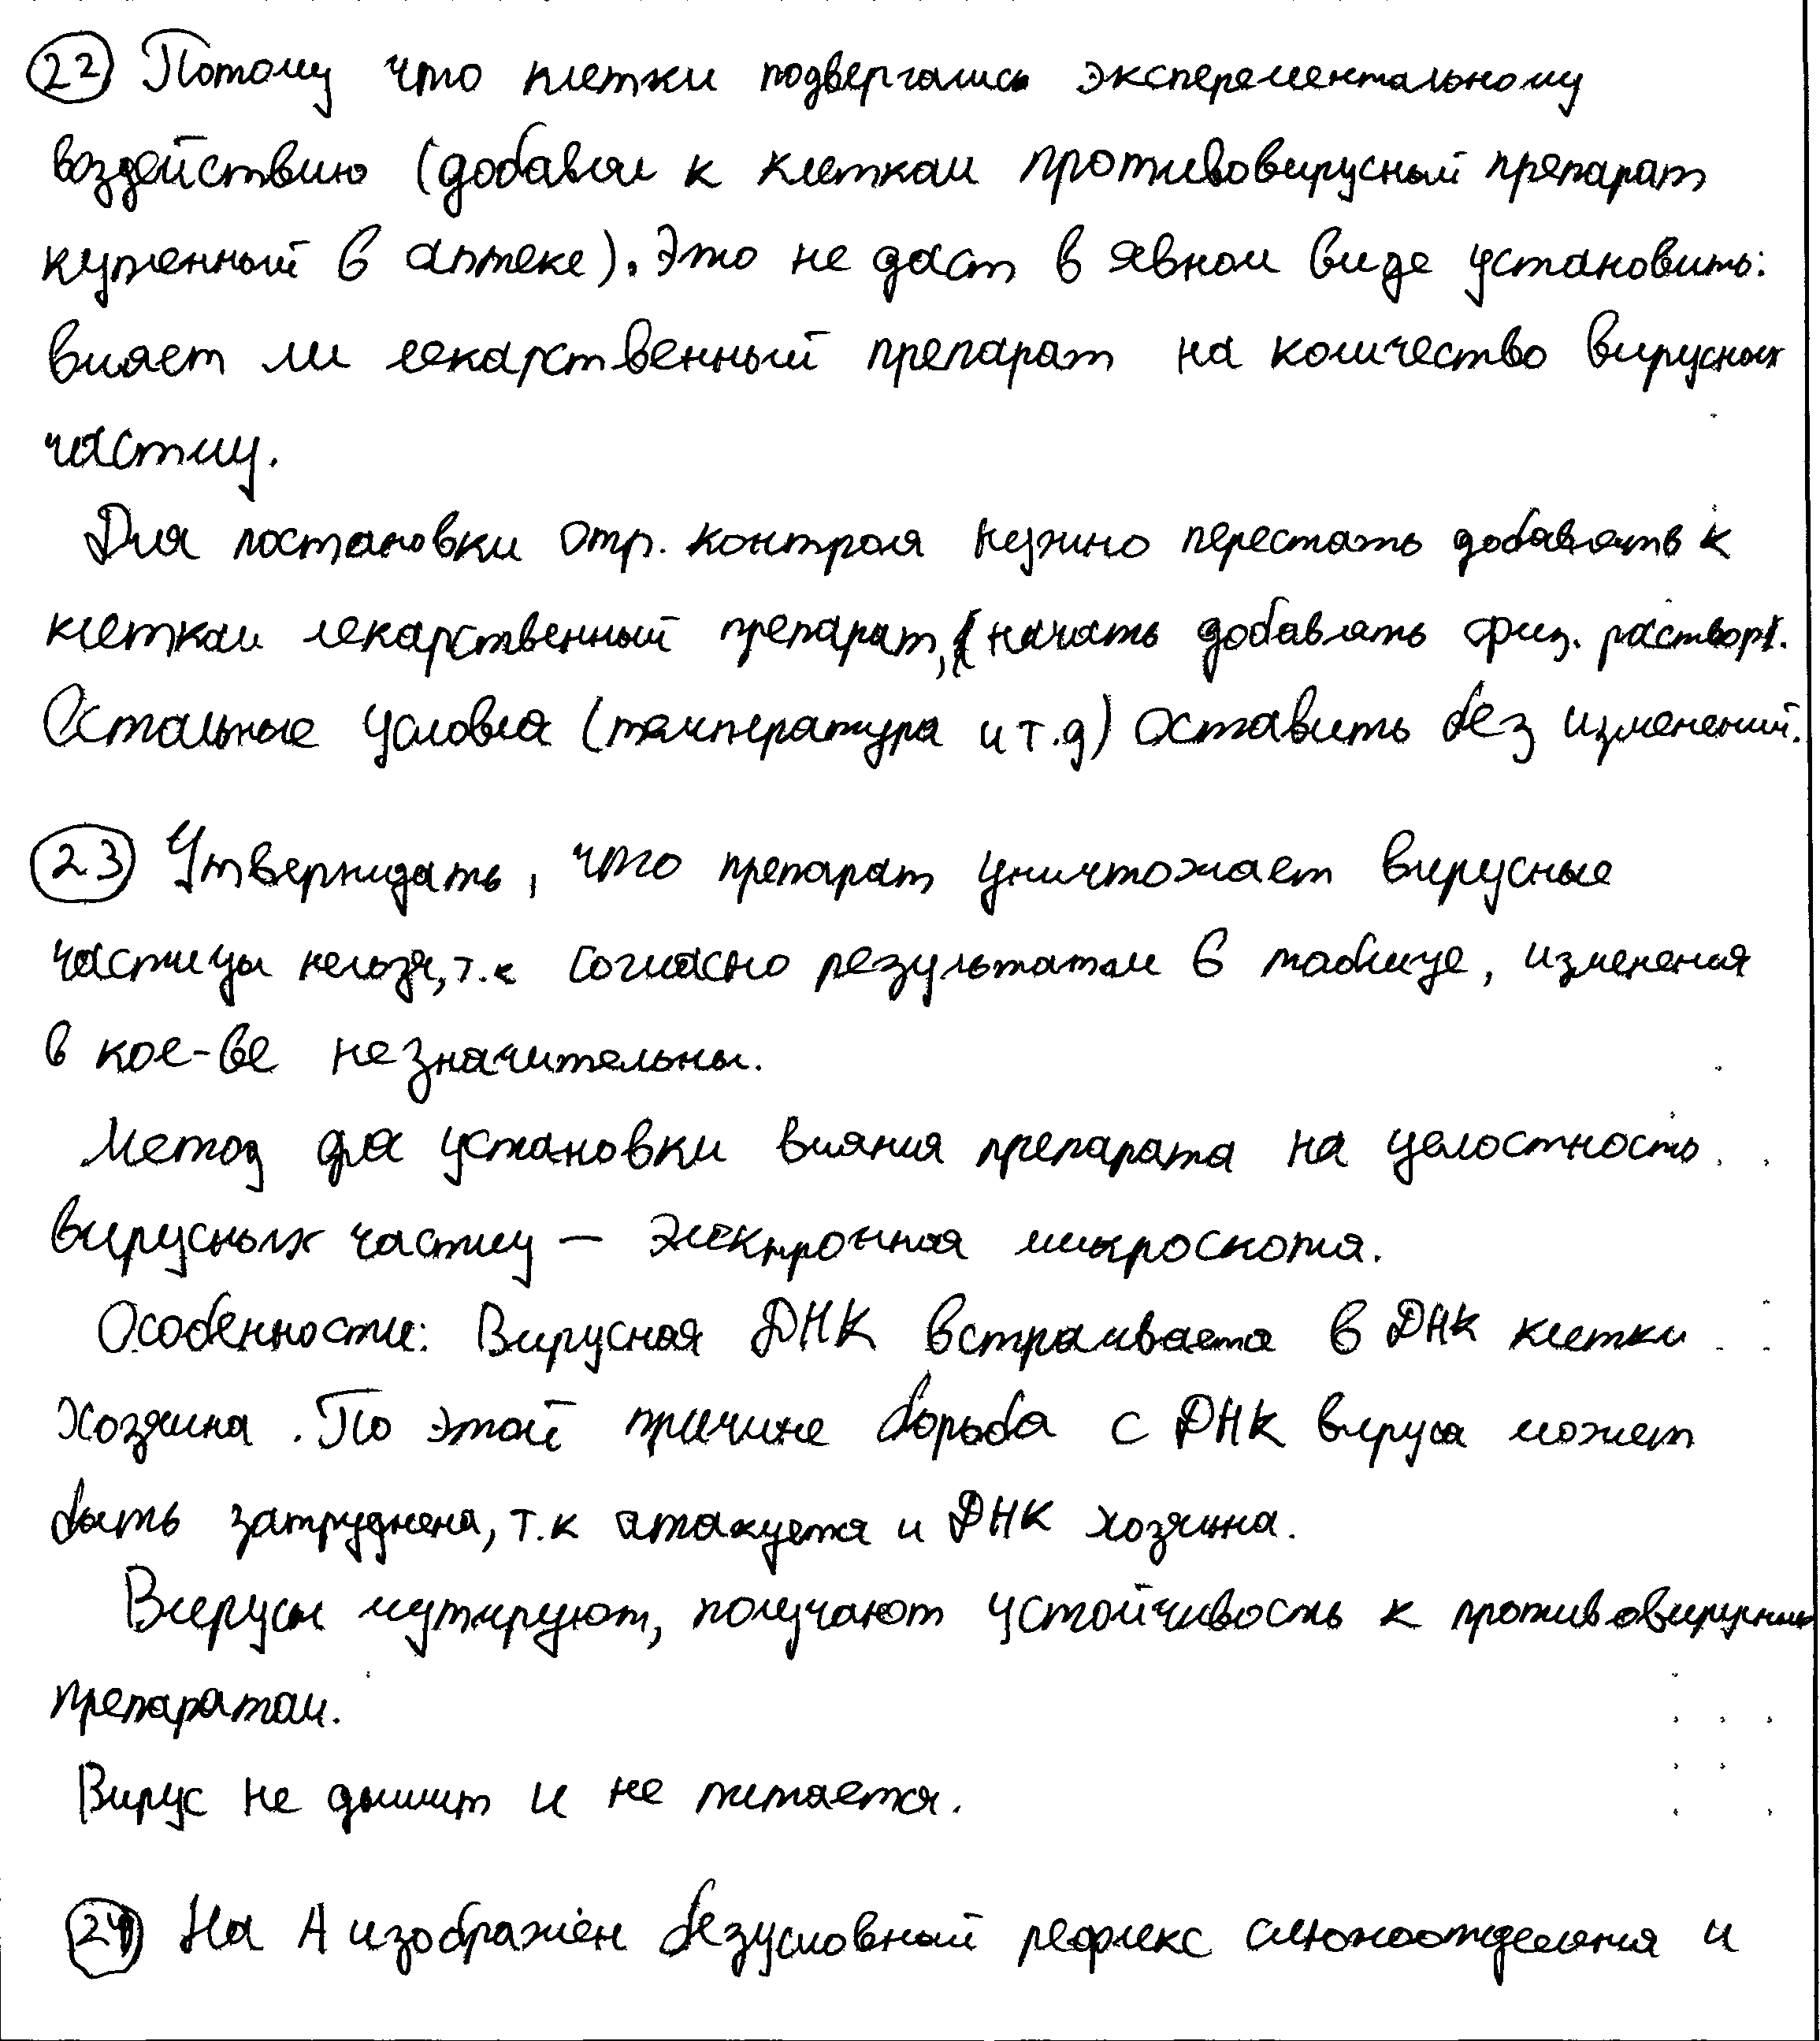 22 Потому что клетки подвергались эксперементальному
воздействию (добавляли к клеткам противовирусный препарат
купленный в аптеке). Это не даст в явном виде установить:
влияет ли лекарственный препарат на количество вирусных
частиц.
Для постановки отр. контроля нужно перестать добавлять к
клеткам лекарственный препарат, начать добавлять физ. раствор.
Остальные условия (температура и т.д) оставить без изменений.
23 Утверждать, что препарат уничтожает вирусные
частицы нельзя, т.к согласно результатам в таблице, изменения
в кол-ве незначительны.
Метод для установки влияния препарата на целостность
вирусных частиц – электронная микроскопия.
Особенности: Вирусная ДНК встраивается в ДНК клетки
хозяина. По этой причине борьба с ДНК вируса может
быть затруднена, т.к атакуется и ДНК хозяина.
Вирусы мутируют, получают устойчивость к противовирусным
препаратам.
Вирус не дышит и не питается.
24 На А изображён безусловный рефлекс слюноотделения и